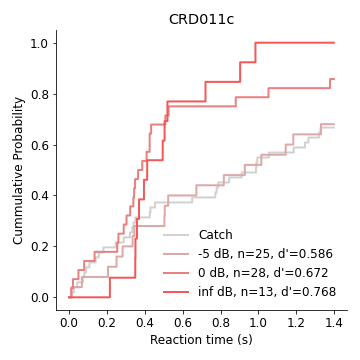 CRD011c
Cummulative Probability
1.0
0.8
0.6
0.4
0.2
0.0
Catch
-5 dB, n=25, d'=0.586
0 dB, n=28, d'=0.672
inf dB, n=13, d'=0.768
0.0 0.2 0.4 0.6 0.8 1.0 1.2 1.4
Reaction time (s)